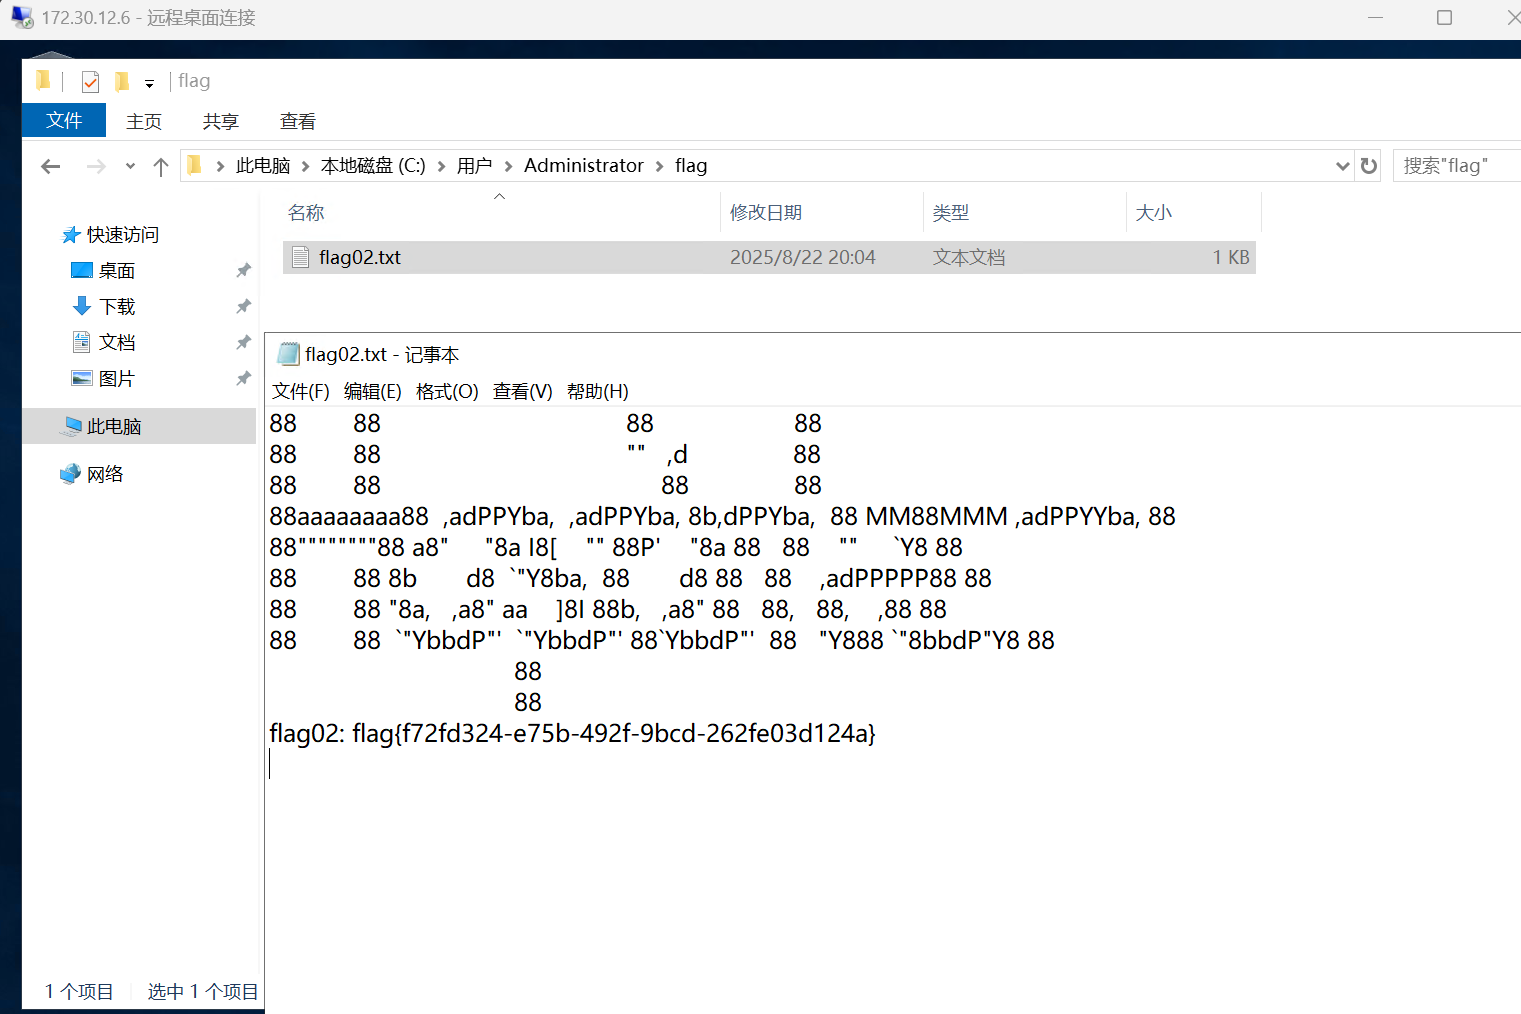 172.30.12.6 - 远程桌面连接
flag
文件 主页 共享 查看
此电脑 本地磁盘 (C:) 用户 Administrator flag 搜索"flag"
名称 修改日期 类型 大小
快速访问
flag02.txt 2025/8/22 20:04 文本文档 1 KB
桌面
下载
文档
图片
此电脑
网络
flag02.txt - 记事本
文件(F) 编辑(E) 格式(O) 查看(V) 帮助(H)
88        88                                   88                    88
88        88                                   ""   ,d               88
88        88                                        88               88
88aaaaaaaa88  ,adPPYba,  ,adPPYba, 8b,dPPYba,  88 MM88MMM ,adPPYYba, 88
88""""""""88 a8"     "8a I8[    "" 88P'    "8a 88   88    ""     `Y8 88
88        88 8b       d8  `"Y8ba,  88       d8 88   88    ,adPPPPP88 88
88        88 "8a,   ,a8" aa    ]8I 88b,   ,a8" 88   88,   88,    ,88 88
88        88  `"YbbdP"'  `"YbbdP"' 88`YbbdP"'  88   "Y888 `"8bbdP"Y8 88
                                   88
                                   88
flag02: flag{f72fd324-e75b-492f-9bcd-262fe03d124a}
1 个项目 选中 1 个项目